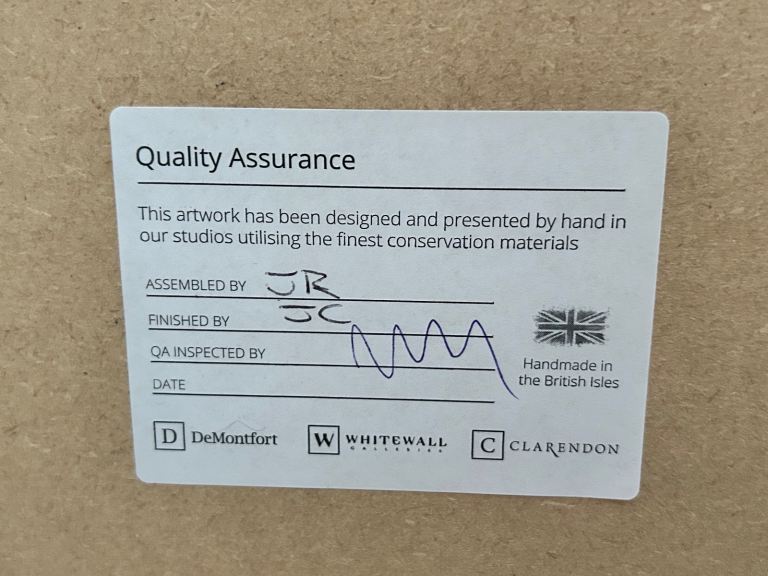 Quality Assurance
This artwork has been designed and presented by hand in
our studios utilising the finest conservation materials
ASSEMBLED BY JR
FINISHED BY JC
QA INSPECTED BY
DATE
Handmade in
the British Isles
D DeMontfort
W WHITEWALL
GALLERIES
C CLARENDON